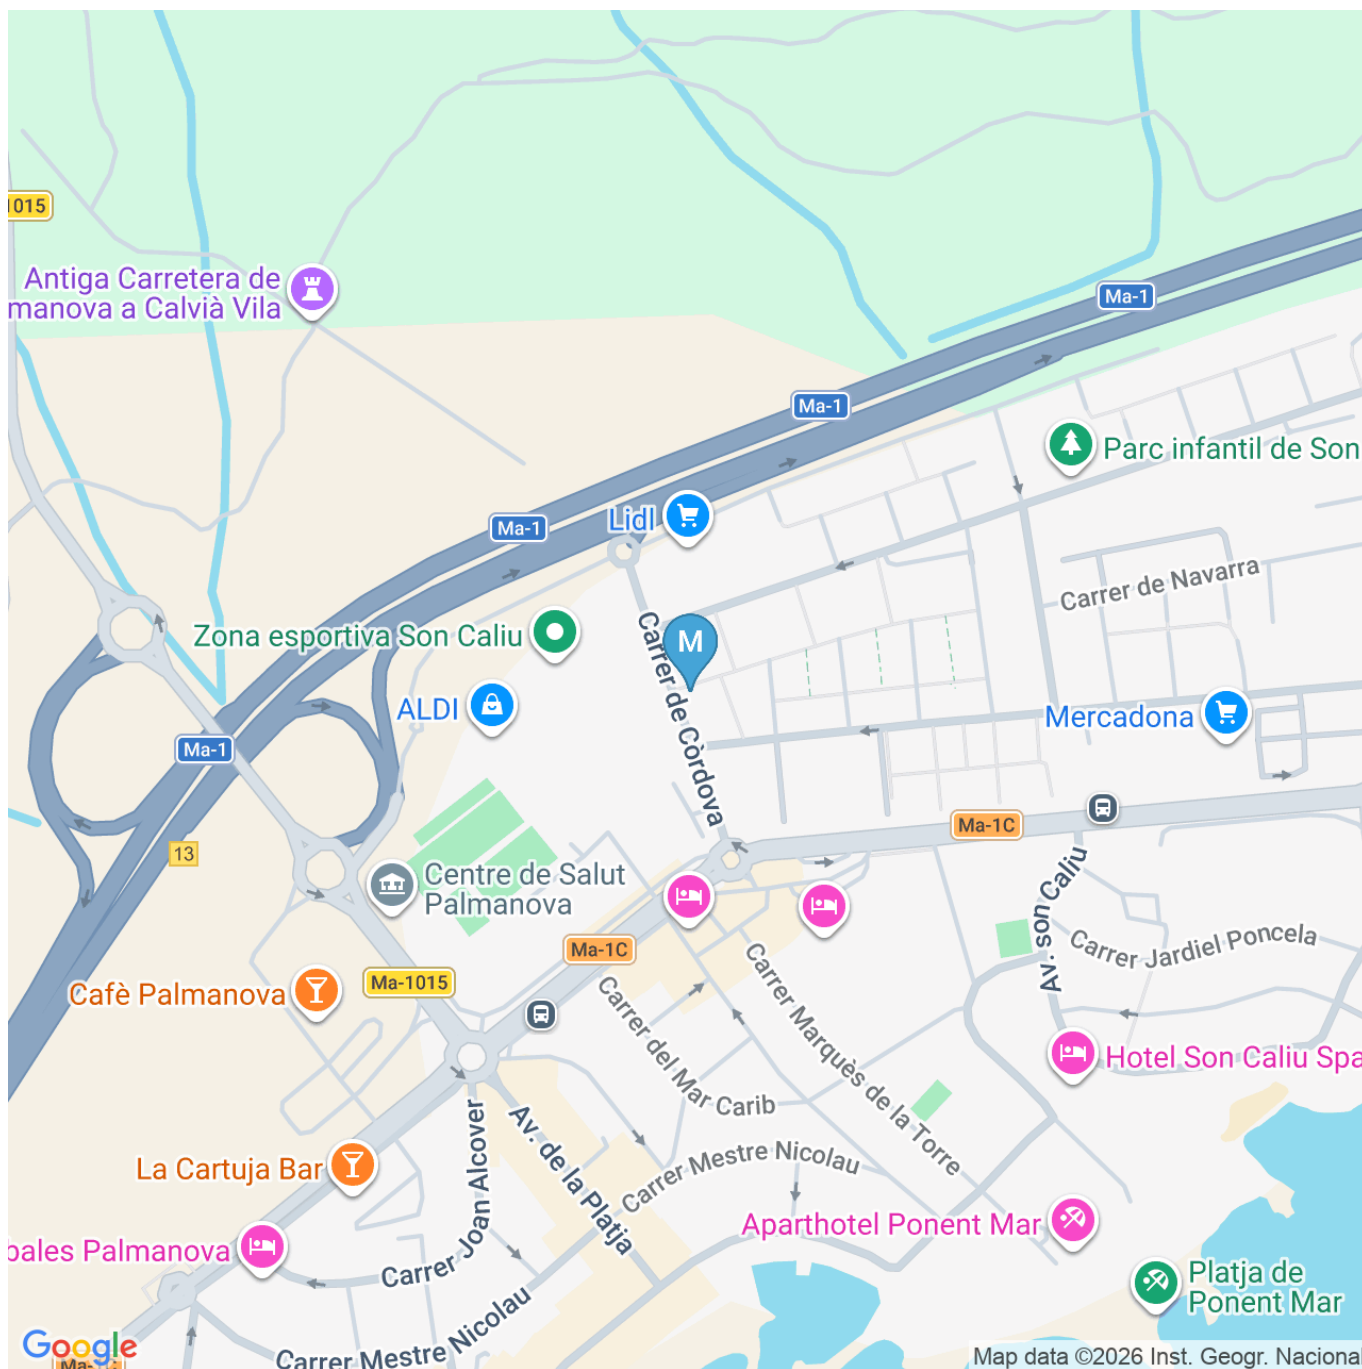 1015
Antiga Carretera de
manova a Calvià Vila
Ma-1
Ma-1
Parc infantil de Son
Lidl
Ma-1
Carrer de Navarra
Zona esportiva Son Caliu
M
Carrer de Còrdova
ALDI
Mercadona
Ma-1
Ma-1C
13
Centre de Salut
Palmanova
Av. son Caliu
Carrer Jardiel Poncela
Ma-1C
Ma-1015
Cafè Palmanova
Carrer del Mar Carib
Carrer Marquès de la Torre
Hotel Son Caliu Spa
Av. de la Platja
Carrer Joan Alcover
La Cartuja Bar
Carrer Mestre Nicolau
Aparthotel Ponent Mar
bales Palmanova
Platja de
Ponent Mar
Carrer Mestre Nicolau
Google
Map data ©2026 Inst. Geogr. Nacional